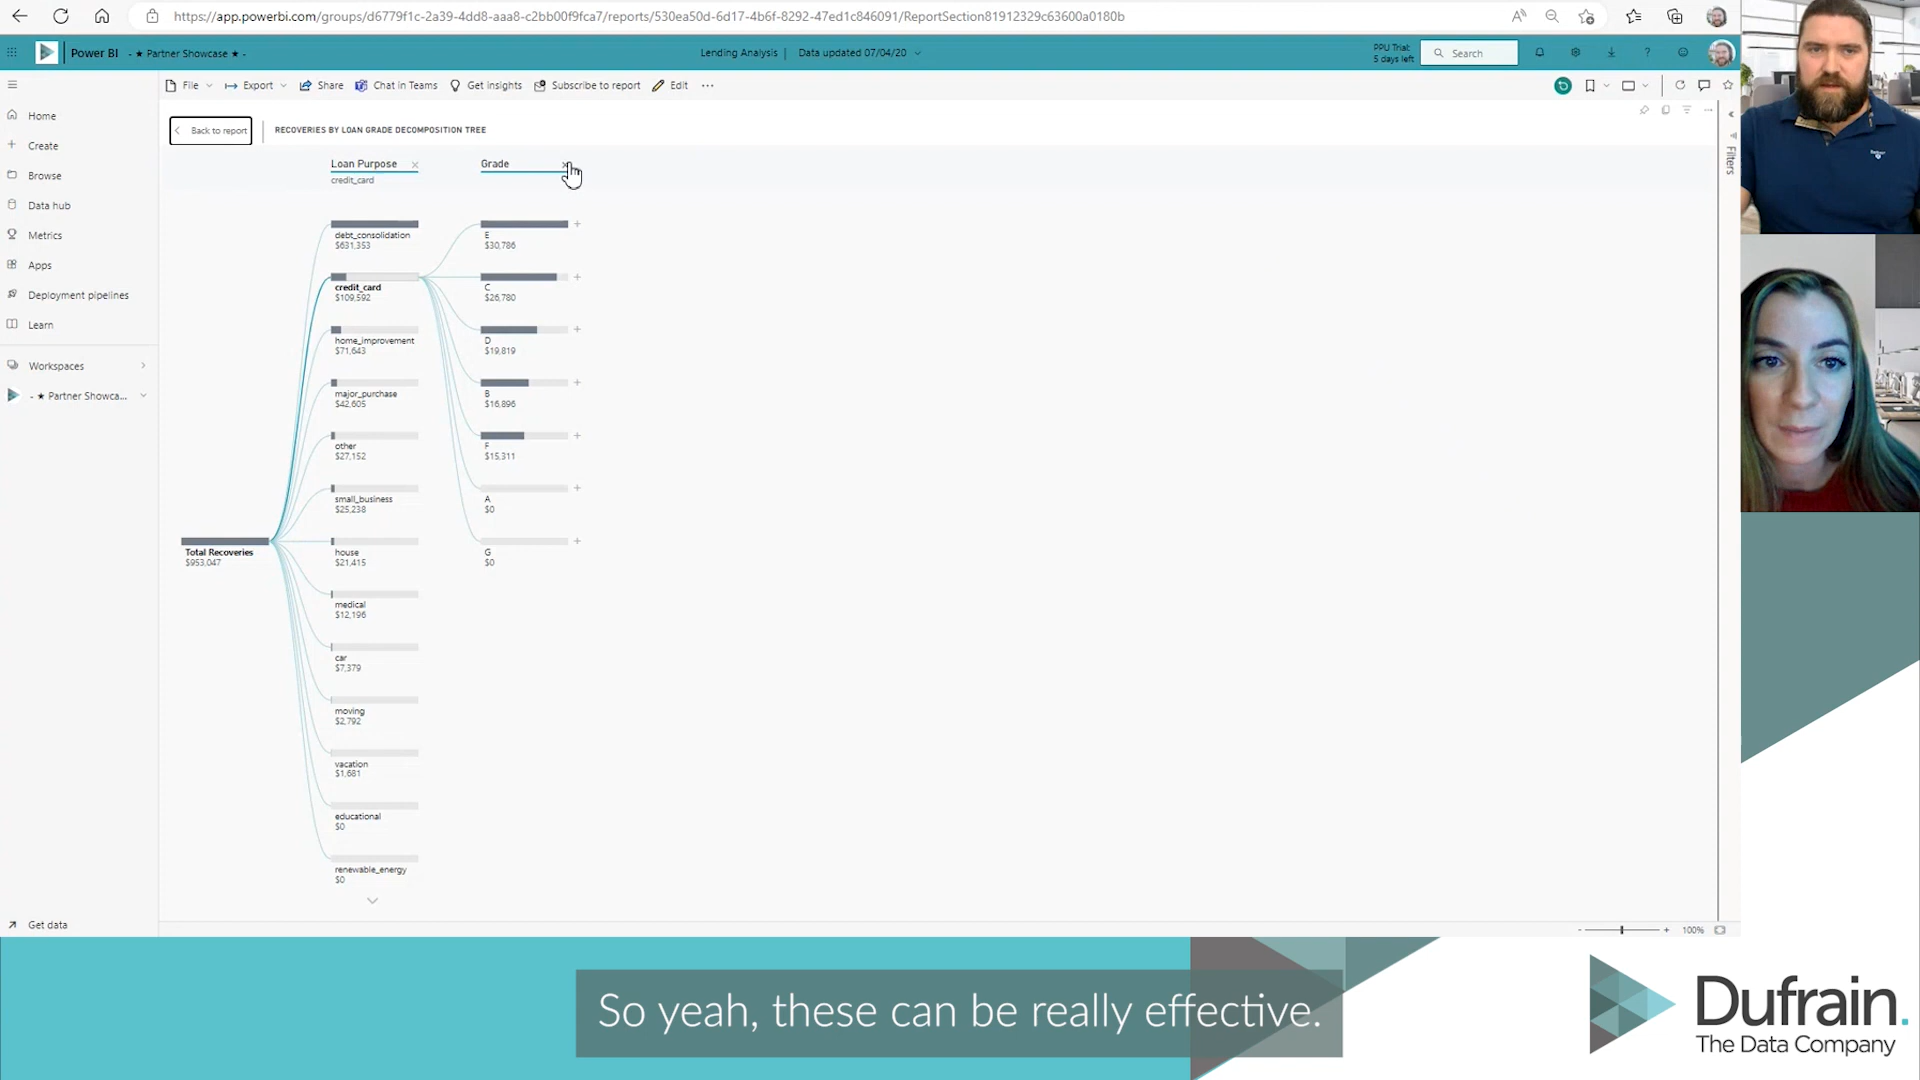 https://app.powerbi.com/groups/d6779f1c-2a39-4dd8-aaa8-c2bb00f9fca7/reports/530ea50d-6d17-4b6f-8292-47ed1c846091/ReportSection81912329c63600a0180b
Power BI
- ★ Partner Showcase ★ -
Lending Analysis
Data updated 07/04/20
PPU Trial:
5 days left
Search
File
Export
Share
Chat in Teams
Get insights
Subscribe to report
Edit
Home
Create
Browse
Data hub
Metrics
Apps
Deployment pipelines
Learn
Workspaces
- ★ Partner Showca...
Get data
Back to report
RECOVERIES BY LOAN GRADE DECOMPOSITION TREE
Filters
Loan Purpose
credit_card
Grade
Total Recoveries
$953,047
debt_consolidation
$631,353
credit_card
$109,592
home_improvement
$71,643
major_purchase
$42,605
other
$27,152
small_business
$25,238
house
$21,415
medical
$12,196
car
$7,379
moving
$2,792
vacation
$1,681
educational
$0
renewable_energy
$0
E
$30,786
C
$26,780
D
$19,819
B
$16,896
F
$15,311
A
$0
G
$0
100%
So yeah, these can be really effective.
Dufrain.
The Data Company